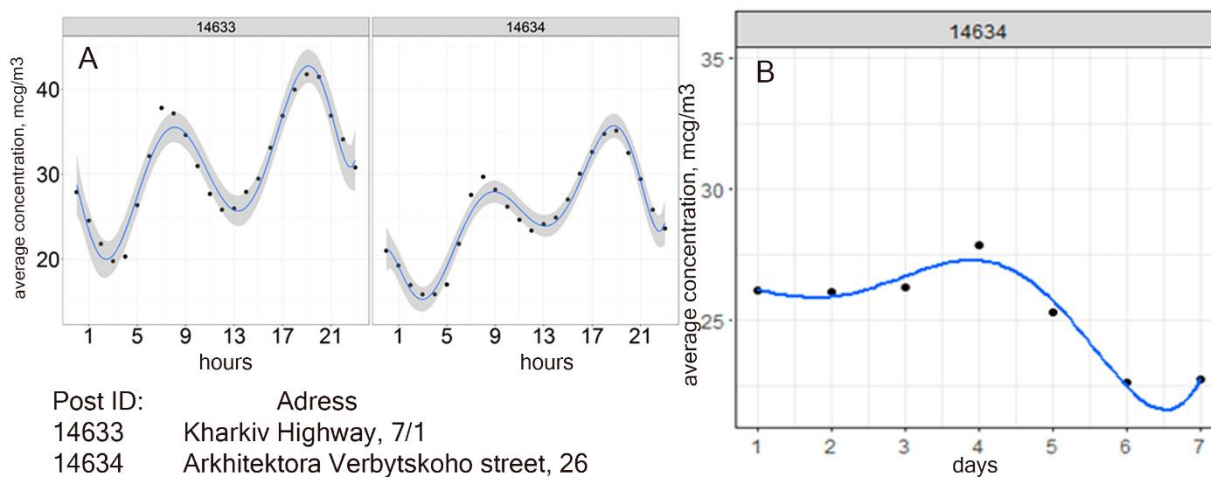 14633
14634
A
average concentration, mcg/m3
40
30
20
1 5 9 13 17 21
1 5 9 13 17 21
hours
hours
14634
B
average concentration, mcg/m3
35
30
25
1 2 3 4 5 6 7
days
Post ID: Adress
14633 Kharkiv Highway, 7/1
14634 Arkhitektora Verbytskoho street, 26